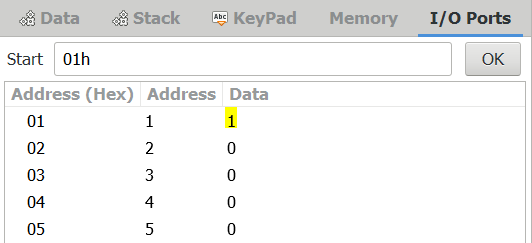 Data Stack Abc KeyPad Memory I/O Ports
Start 01h OK
Address (Hex) Address Data
01 1 1
02 2 0
03 3 0
04 4 0
05 5 0